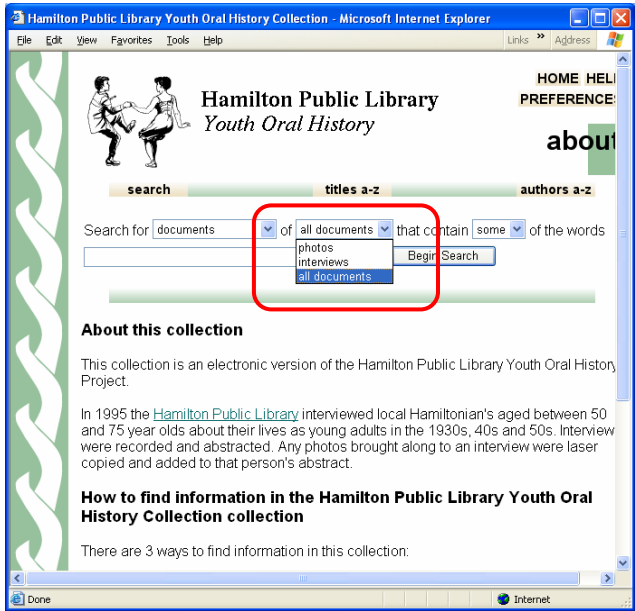 Hamilton Public Library Youth Oral History Collection - Microsoft Internet Explorer
File Edit View Favorites Tools Help Links » Address
HOME HELP
PREFERENCES
Hamilton Public Library
Youth Oral History
about
search titles a-z authors a-z
Search for documents of all documents that contain some of the words
photos
Begin Search
interviews
all documents
About this collection
This collection is an electronic version of the Hamilton Public Library Youth Oral History
Project.
In 1995 the Hamilton Public Library interviewed local Hamiltonian's aged between 50
and 75 year olds about their lives as young adults in the 1930s, 40s and 50s. Interview
were recorded and abstracted. Any photos brought along to an interview were laser
copied and added to that person's abstract.
How to find information in the Hamilton Public Library Youth Oral
History Collection collection
There are 3 ways to find information in this collection:
Done Internet